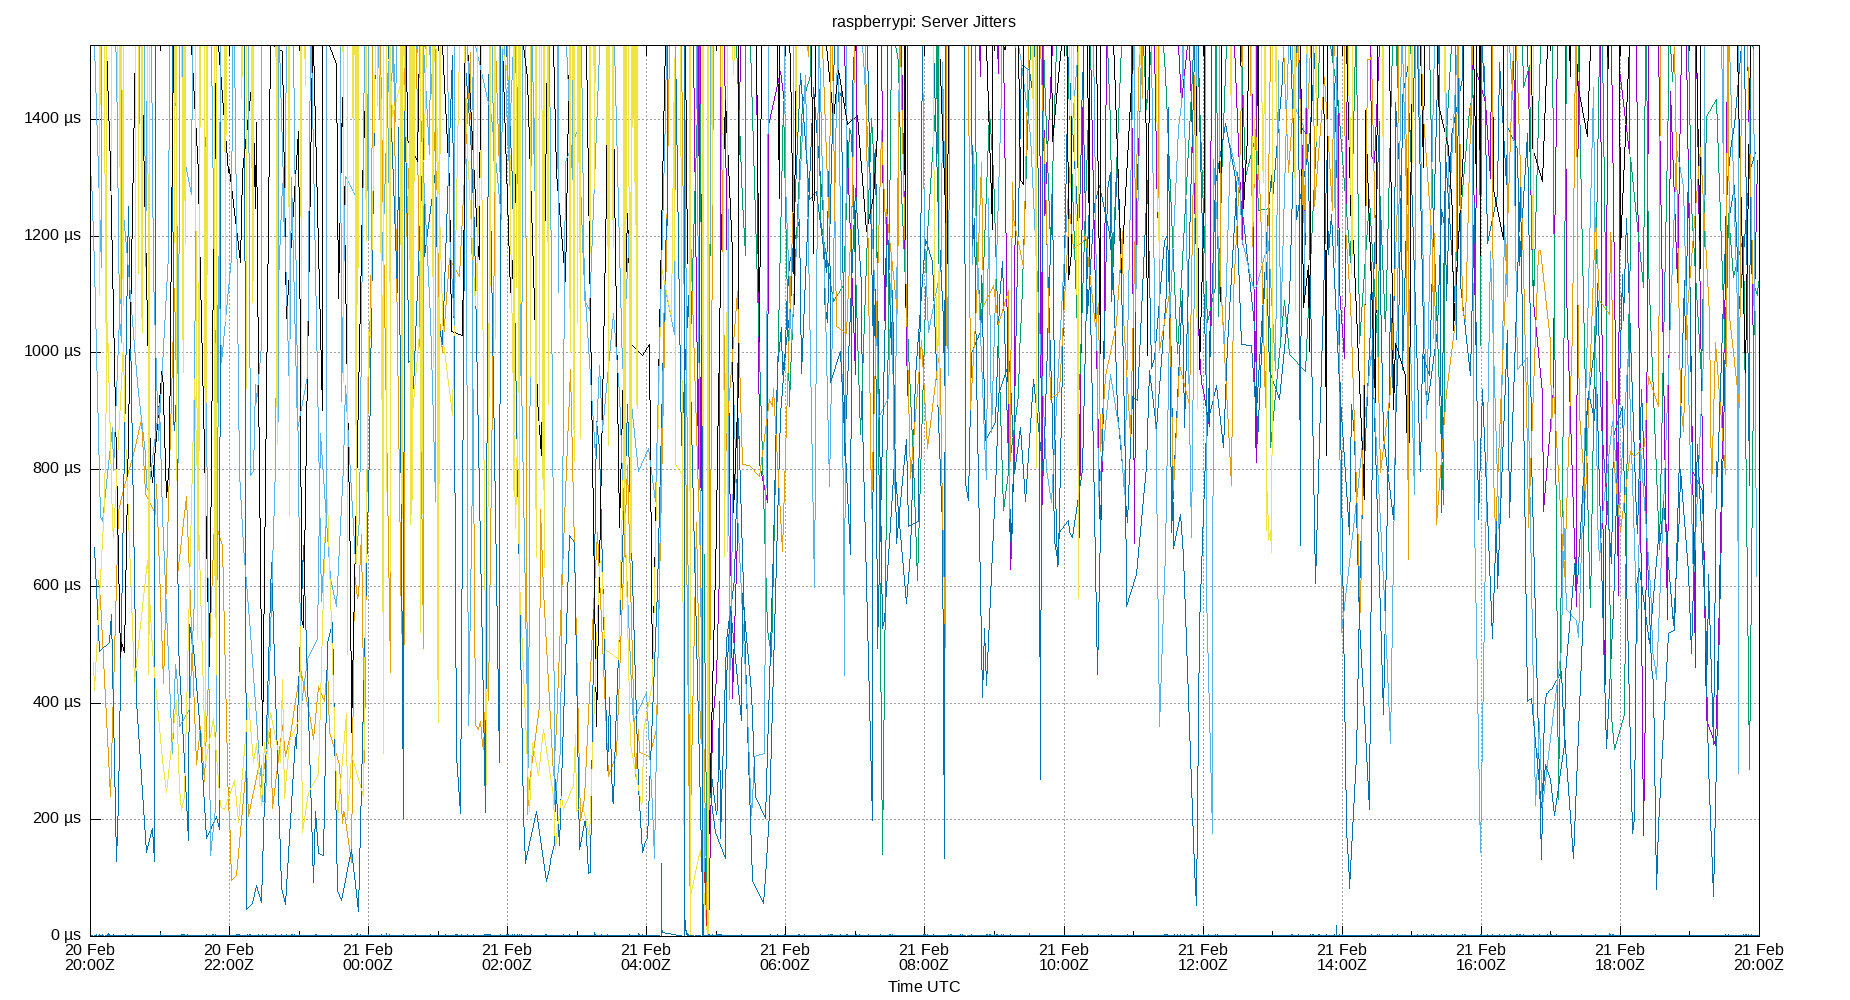 raspberrypi: Server Jitters
1400 µs
1200 µs
1000 µs
800 µs
600 µs
400 µs
200 µs
0 µs
20 Feb 20 Feb 21 Feb 21 Feb 21 Feb 21 Feb 21 Feb 21 Feb 21 Feb 21 Feb 21 Feb 21 Feb 21 Feb
20:00Z 22:00Z 00:00Z 02:00Z 04:00Z 06:00Z 08:00Z 10:00Z 12:00Z 14:00Z 16:00Z 18:00Z 20:00Z
Time UTC